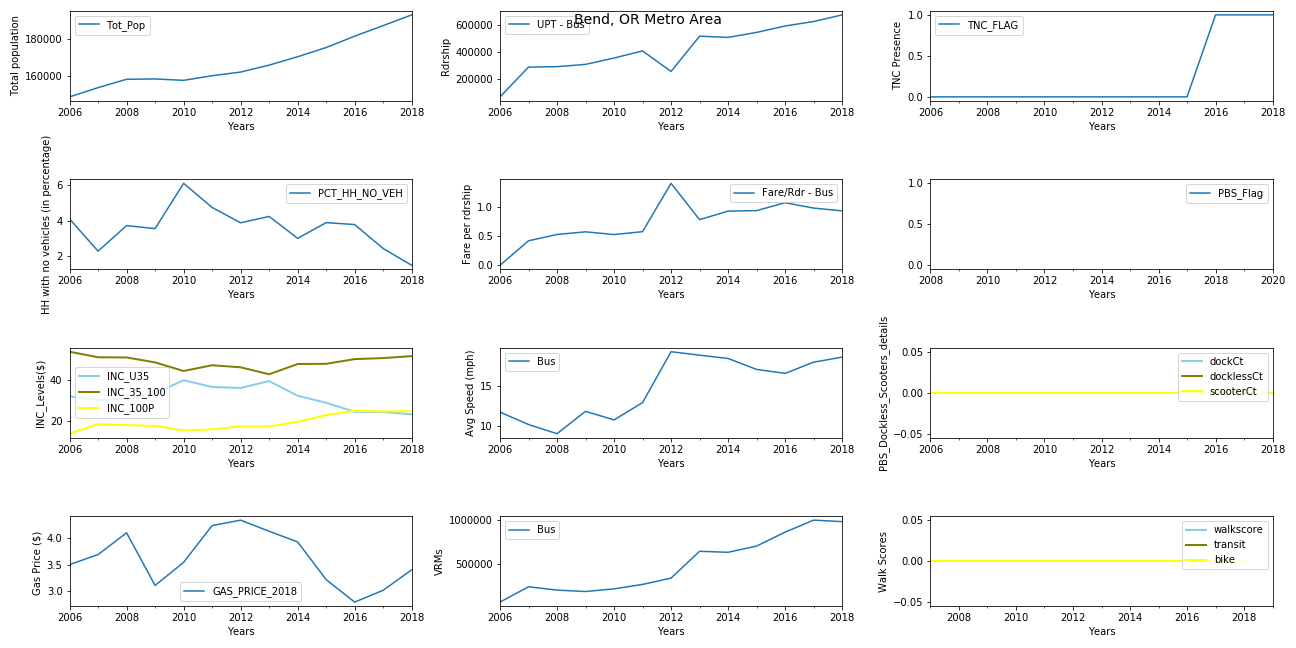 Bend, OR Metro Area
Total population
Tot_Pop
180000
160000
2006 2008 2010 2012 2014 2016 2018
Years
Rdrship
UPT - Bus
600000
400000
200000
2006 2008 2010 2012 2014 2016 2018
Years
TNC Presence
TNC_FLAG
1.0
0.5
0.0
2006 2008 2010 2012 2014 2016 2018
Years
HH with no vehicles (in percentage)
PCT_HH_NO_VEH
6
4
2
2006 2008 2010 2012 2014 2016 2018
Years
Fare per rdrship
Fare/Rdr - Bus
1.0
0.5
0.0
2006 2008 2010 2012 2014 2016 2018
Years
PBS_Flag
1.0
0.5
0.0
2006 2008 2010 2012 2014 2016 2018 2020
Years
INC_Levels($)
INC_U35
INC_35_100
INC_100P
40
20
2006 2008 2010 2012 2014 2016 2018
Years
Avg Speed (mph)
Bus
15
10
2006 2008 2010 2012 2014 2016 2018
Years
PBS_Dockless_Scooters_details
dockCt
docklessCt
scooterCt
0.05
0.00
−0.05
2006 2008 2010 2012 2014 2016 2018
Years
Gas Price ($)
GAS_PRICE_2018
4.0
3.5
3.0
2006 2008 2010 2012 2014 2016 2018
Years
VRMs
Bus
1000000
500000
2006 2008 2010 2012 2014 2016 2018
Years
Walk Scores
walkscore
transit
bike
0.05
0.00
−0.05
2008 2010 2012 2014 2016 2018
Years